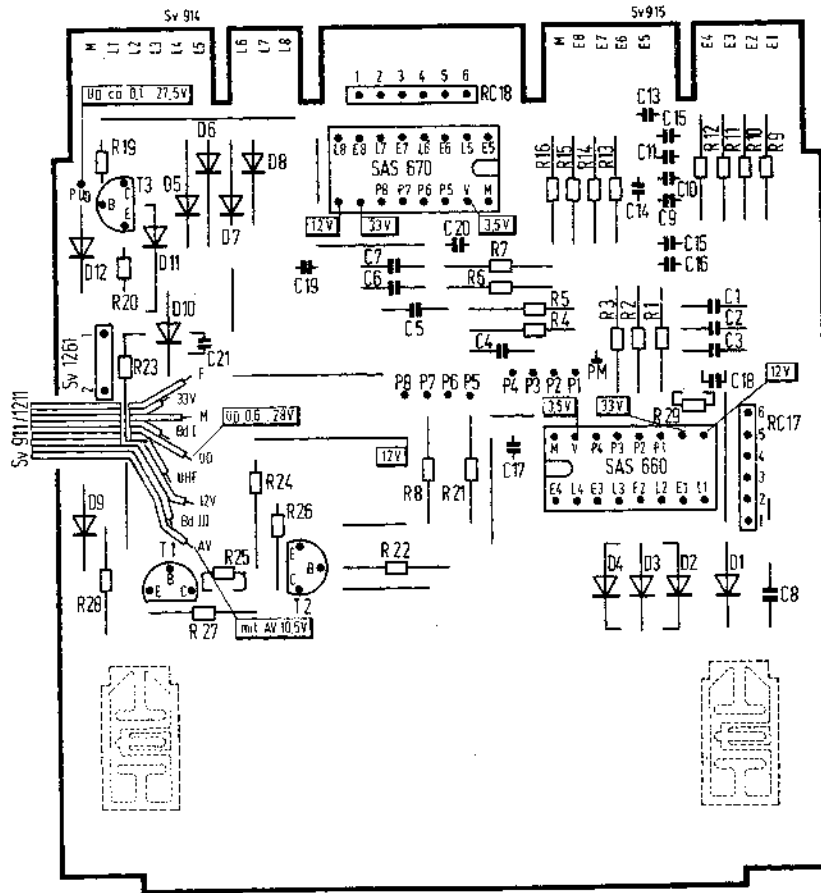 Sv 914
Sv 915
M L1 L2 E3 L4 L5
L6 L7 L8
M E8 E7 E6 E5
E4 E3 E2 E1
1 2 3 4 5 6
RC18
27,5V
R19
T3
B
C
E
D6
D5
D7
D8
D12
D11
R20
L8 E8 L7 E7 L6 E6 L5 E5
SAS 670
P8 P7 P6 P5 V M
12V
33V
3,5V
C13
C15
C11
C10
C9
C14
C15
C16
R16
R15
R14
R13
R12
R11
R10
R9
C20
C19
C7
C6
C5
C4
R7
R6
R5
R4
R3
R2
R1
C1
C2
C3
C18
Sv 1261
2
R23
D10
C21
F
33V
M
Bd I
UD
UHF
12V
Bd III
AV
Sv 911/1211
UD 0,6 28V
P8 P7 P6 P5
P4 P3 P2 P1
PM
3,5V
33V
R29
12V
12V
M V P4 P3 P2 P1
SAS 660
E4 L4 E3 L3 E2 L2 E1 L1
RC17
6
5
4
3
2
1
C17
R24
R26
R8
R21
R22
D9
R28
T1
B
E
C
R25
R27
E
B
C
T2
mit AV 10,5V
D4
D3
D2
D1
C8